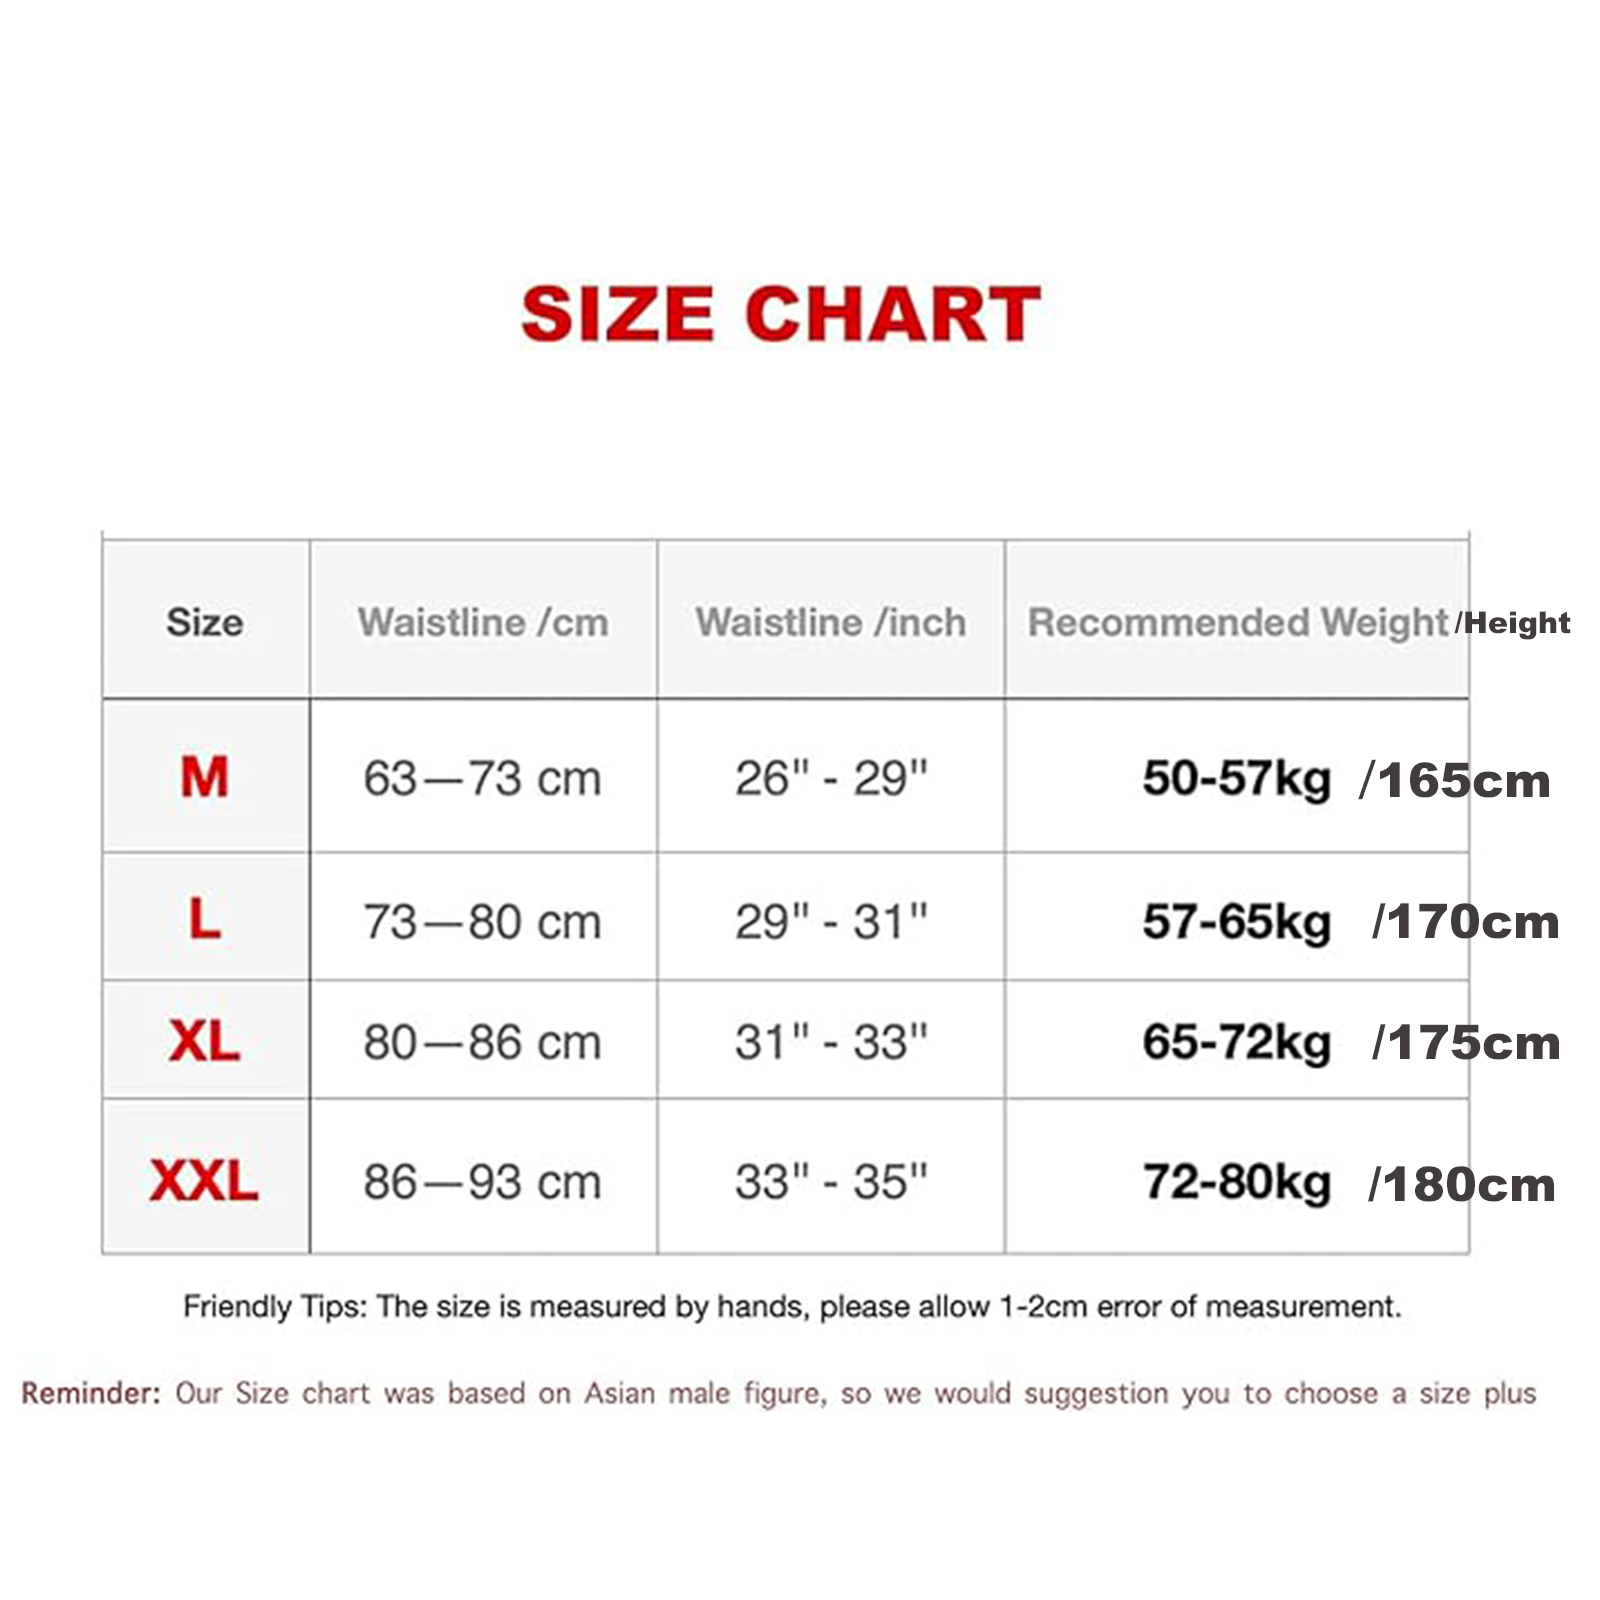 SIZE CHART
Size Waistline /cm Waistline /inch Recommended Weight /Height
M 63—73 cm 26" - 29" 50-57kg /165cm
L 73—80 cm 29" - 31" 57-65kg /170cm
XL 80—86 cm 31" - 33" 65-72kg /175cm
XXL 86—93 cm 33" - 35" 72-80kg /180cm
Friendly Tips: The size is measured by hands, please allow 1-2cm error of measurement.
Reminder: Our Size chart was based on Asian male figure, so we would suggestion you to choose a size plus